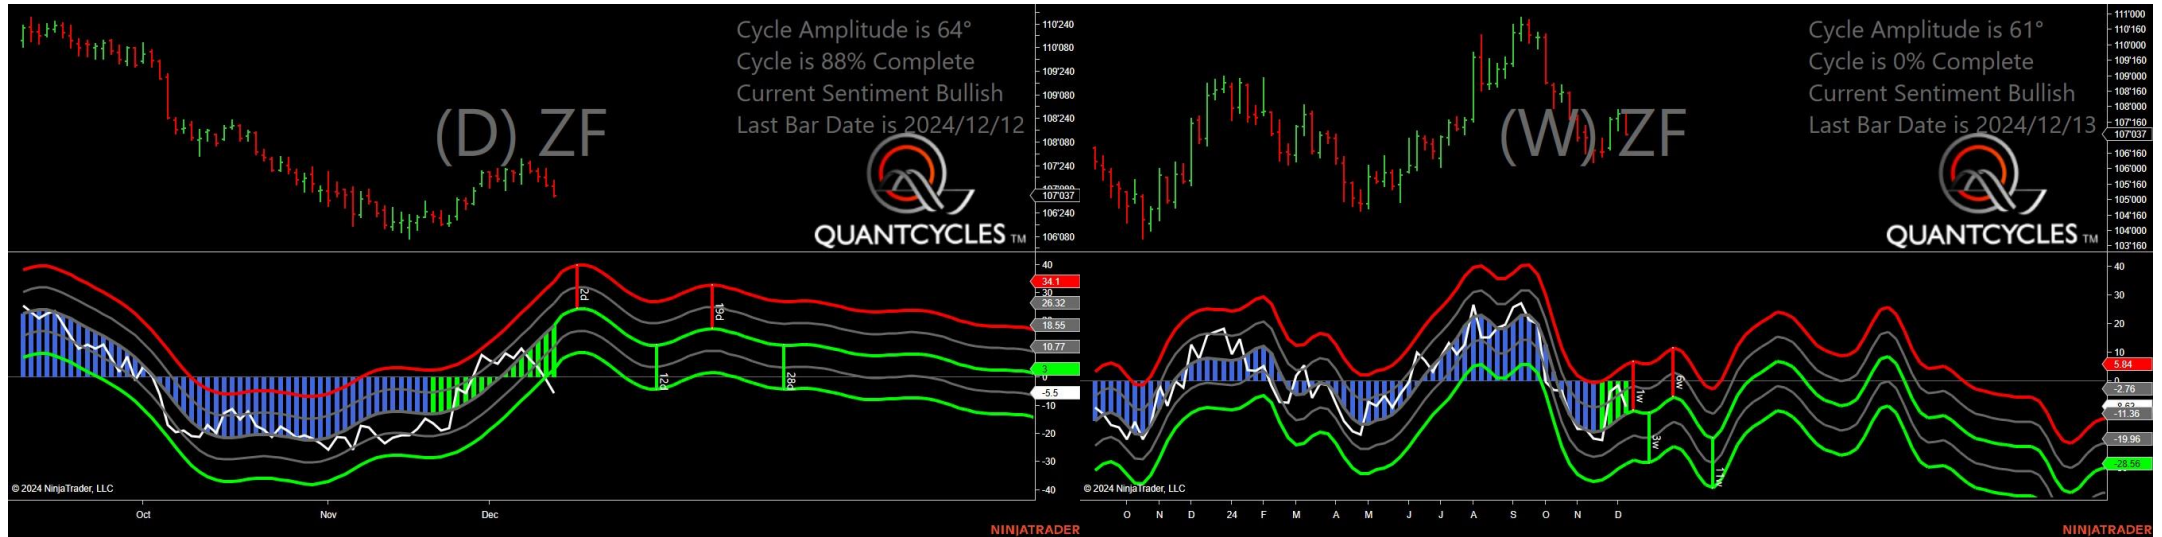 Cycle Amplitude is 64°
Cycle is 88% Complete
Current Sentiment Bullish
Last Bar Date is 2024/12/12
(D) ZF
QUANTCYCLES TM
110'240
110'080
109'240
109'080
108'240
108'080
107'240
107'080
107'037
106'240
106'080
40
34.1
30
26.32
18.55
10.77
3
0
-5.5
-10
-20
-30
-40
2d
12d
19d
28d
© 2024 NinjaTrader, LLC
Oct Nov Dec
NINJATRADER
Cycle Amplitude is 61°
Cycle is 0% Complete
Current Sentiment Bullish
Last Bar Date is 2024/12/13
(W) ZF
QUANTCYCLES TM
111'000
110'160
110'000
109'160
109'000
108'160
108'000
107'160
107'037
106'160
106'000
105'160
105'000
104'160
104'000
103'160
40
30
20
10
5.84
0
-2.76
-11.36
-19.96
-28.56
1w
3w
6w
11w
© 2024 NinjaTrader, LLC
O N D 24 F M A M J J A S O N D
NINJATRADER